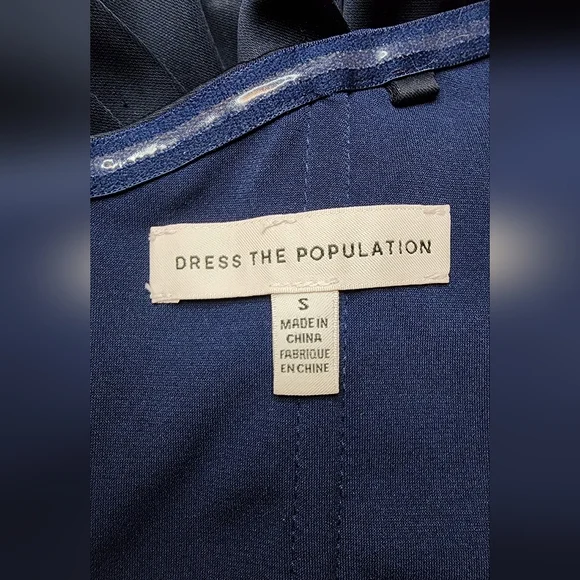 DRESS THE POPULATION
S
MADE IN
CHINA
FABRIQUE
EN CHINE